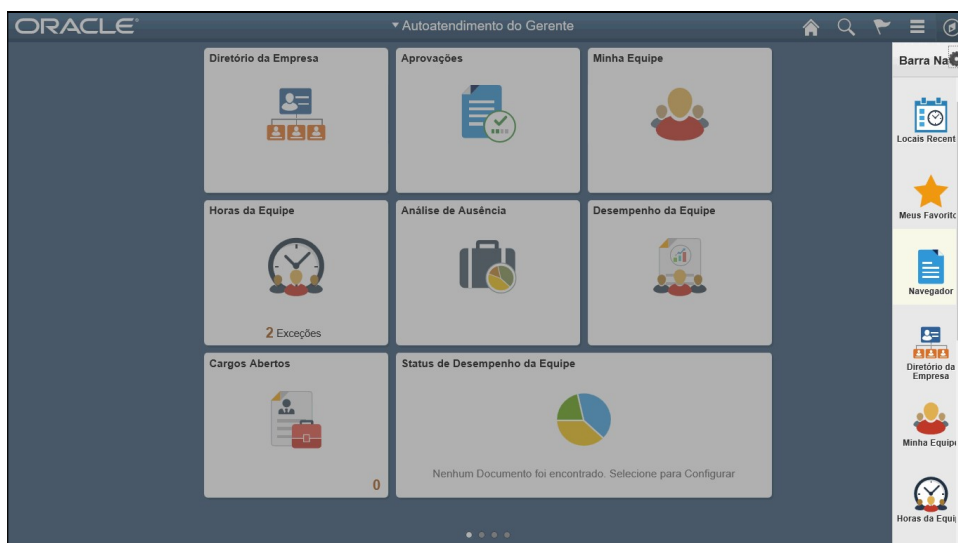 ORACLE
Autoatendimento do Gerente
Diretório da Empresa
Aprovações
Minha Equipe
Horas da Equipe
2 Exceções
Análise de Ausência
Desempenho da Equipe
Cargos Abertos
0
Status de Desempenho da Equipe
Nenhum Documento foi encontrado. Selecione para Configurar
Barra Na
Locais Recent
Meus Favorito
Navegador
Diretório da
Empresa
Minha Equip
Horas da Equi